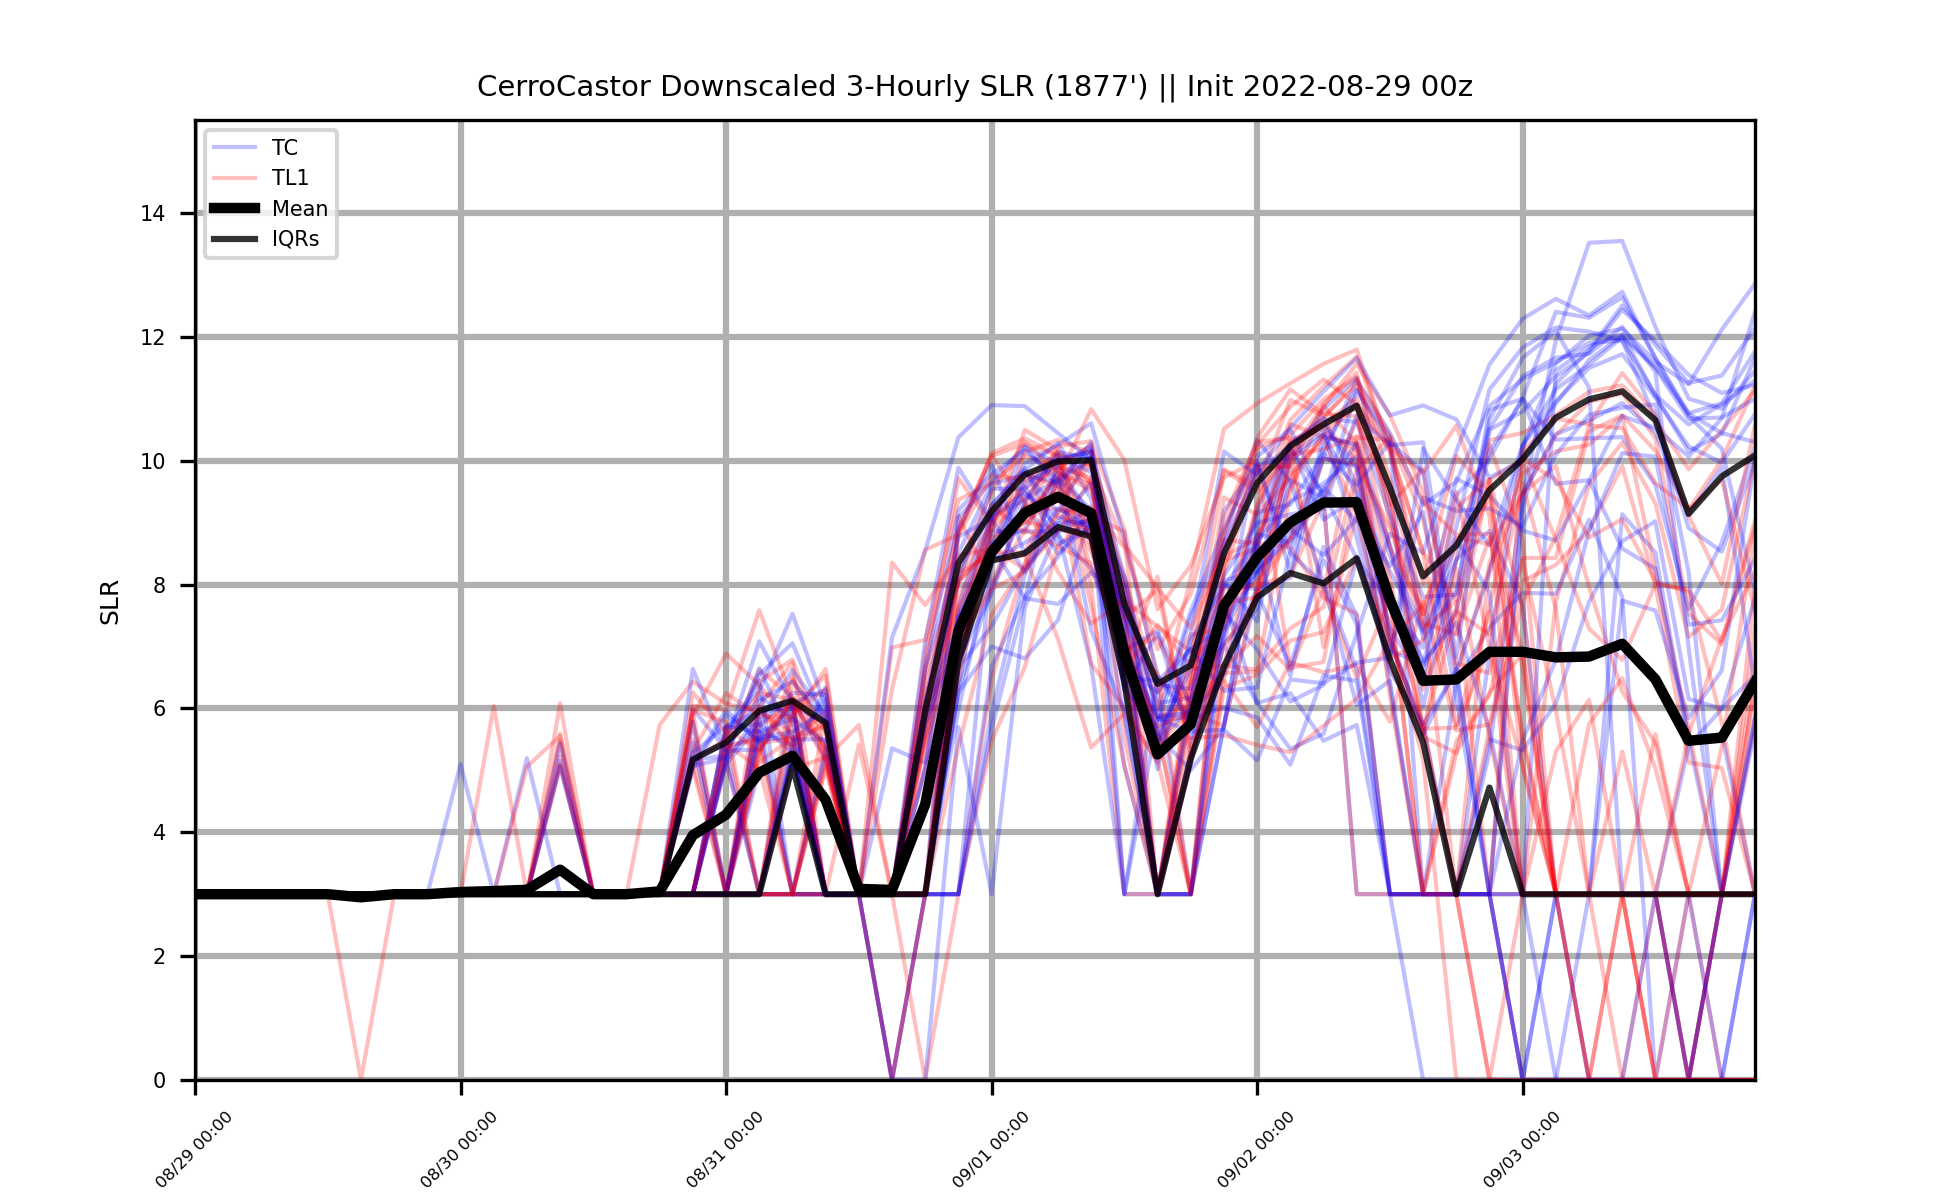 CerroCastor Downscaled 3-Hourly SLR (1877') || Init 2022-08-29 00z
TC
TL1
Mean
IQRs
SLR
14
12
10
8
6
4
2
0
08/29 00:00
08/30 00:00
08/31 00:00
09/01 00:00
09/02 00:00
09/03 00:00